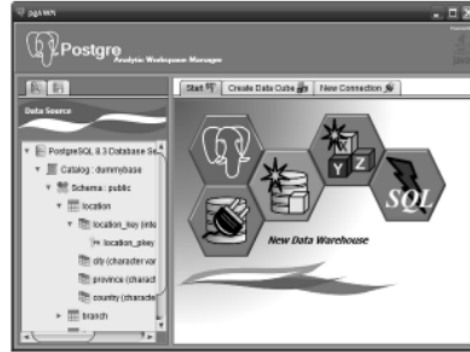 pgAWM
Postgre
Analytic Workspace Manager
Start
Create Data Cube
New Connection
Data Source
PostgreSQL 8.3 Database Se
Catalog : dummybase
Schema : public
location
location_key (inte
location_pkey
city (character var
province (charact
country (characte
branch
X
Y Z
SQL
New Data Warehouse